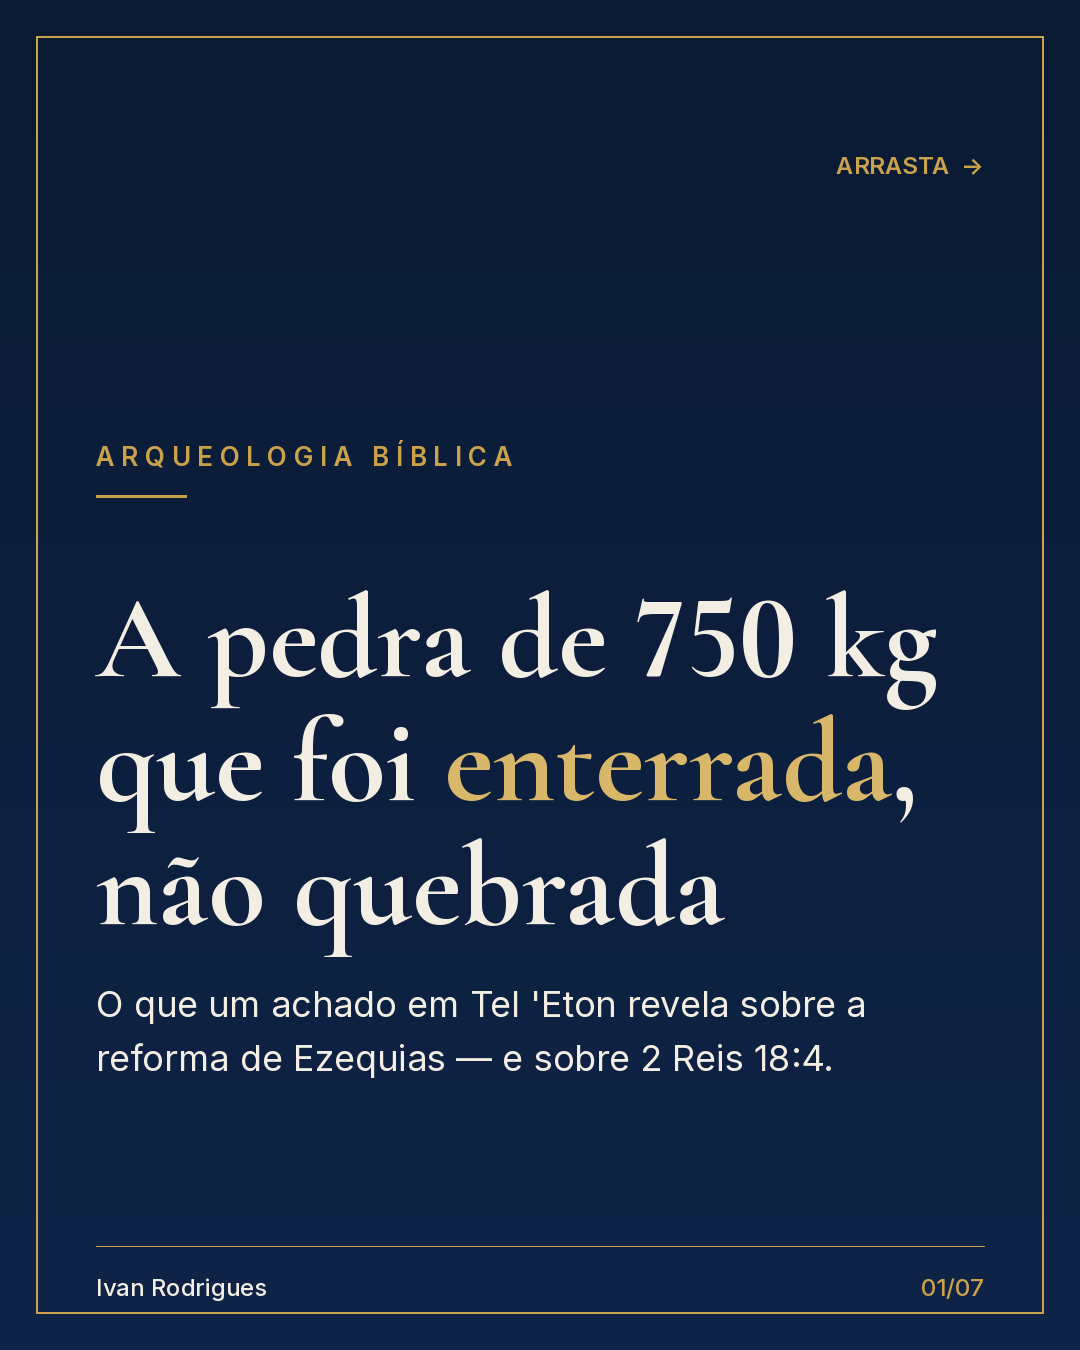 ARRASTA →
ARQUEOLOGIA BÍBLICA
A pedra de 750 kg
que foi enterrada,
não quebrada
O que um achado em Tel 'Eton revela sobre a
reforma de Ezequias — e sobre 2 Reis 18:4.
Ivan Rodrigues
01/07